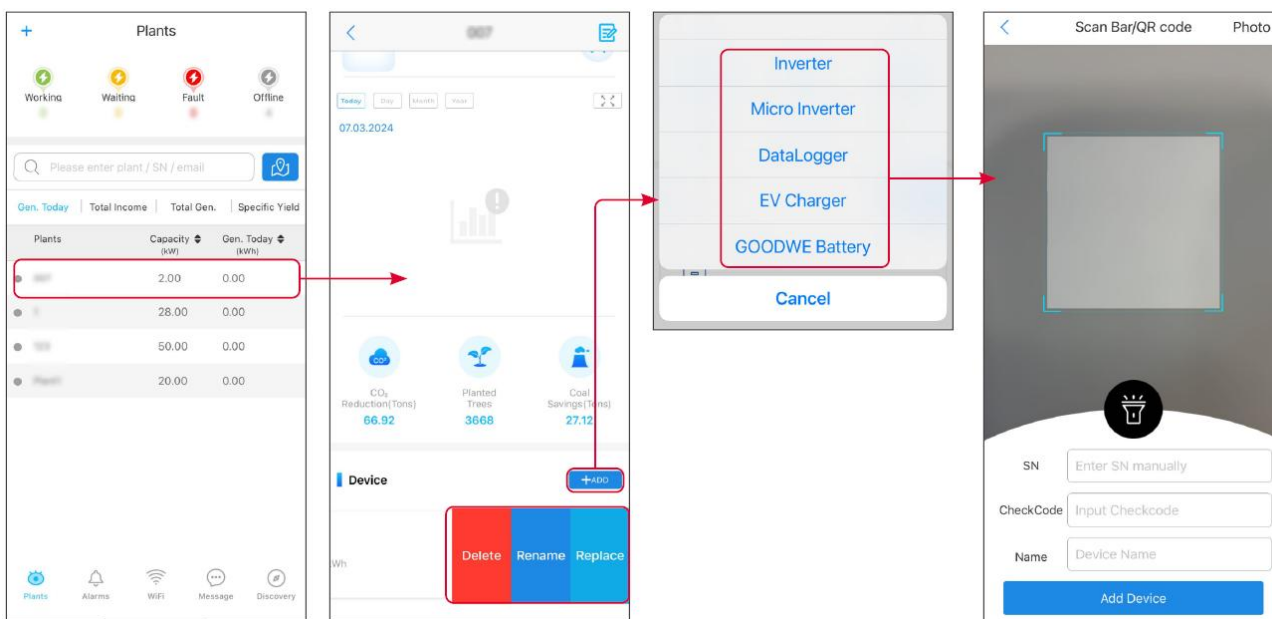 + Plants
Working Waiting Fault Offline
Please enter plant / SN / email
Gen. Today Total Income Total Gen. Specific Yield
Plants Capacity Gen. Today
(kW) (kWh)
2.00 0.00
28.00 0.00
50.00 0.00
20.00 0.00
Plants Alarms WiFi Message Discovery
007
Today Day Month Year
07.03.2024
CO₂ Planted Coal
Reduction(Tons) Trees Savings(Tons)
66.92 3668 27.12
Device +ADD
Wh Delete Rename Replace
Inverter
Micro Inverter
DataLogger
EV Charger
GOODWE Battery
Cancel
Scan Bar/QR code Photo
SN Enter SN manually
CheckCode Input Checkcode
Name Device Name
Add Device